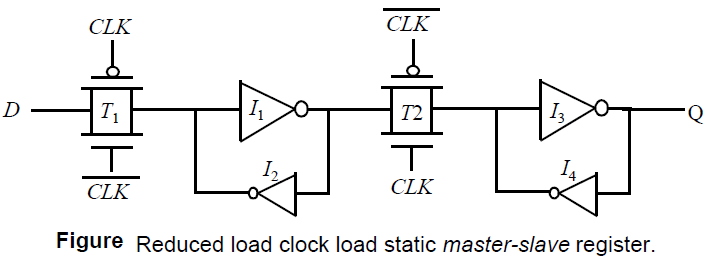 CLK
CLK
D
T1
I1
T2
I3
Q
I2
I4
CLK
CLK
Figure Reduced load clock load static master-slave register.